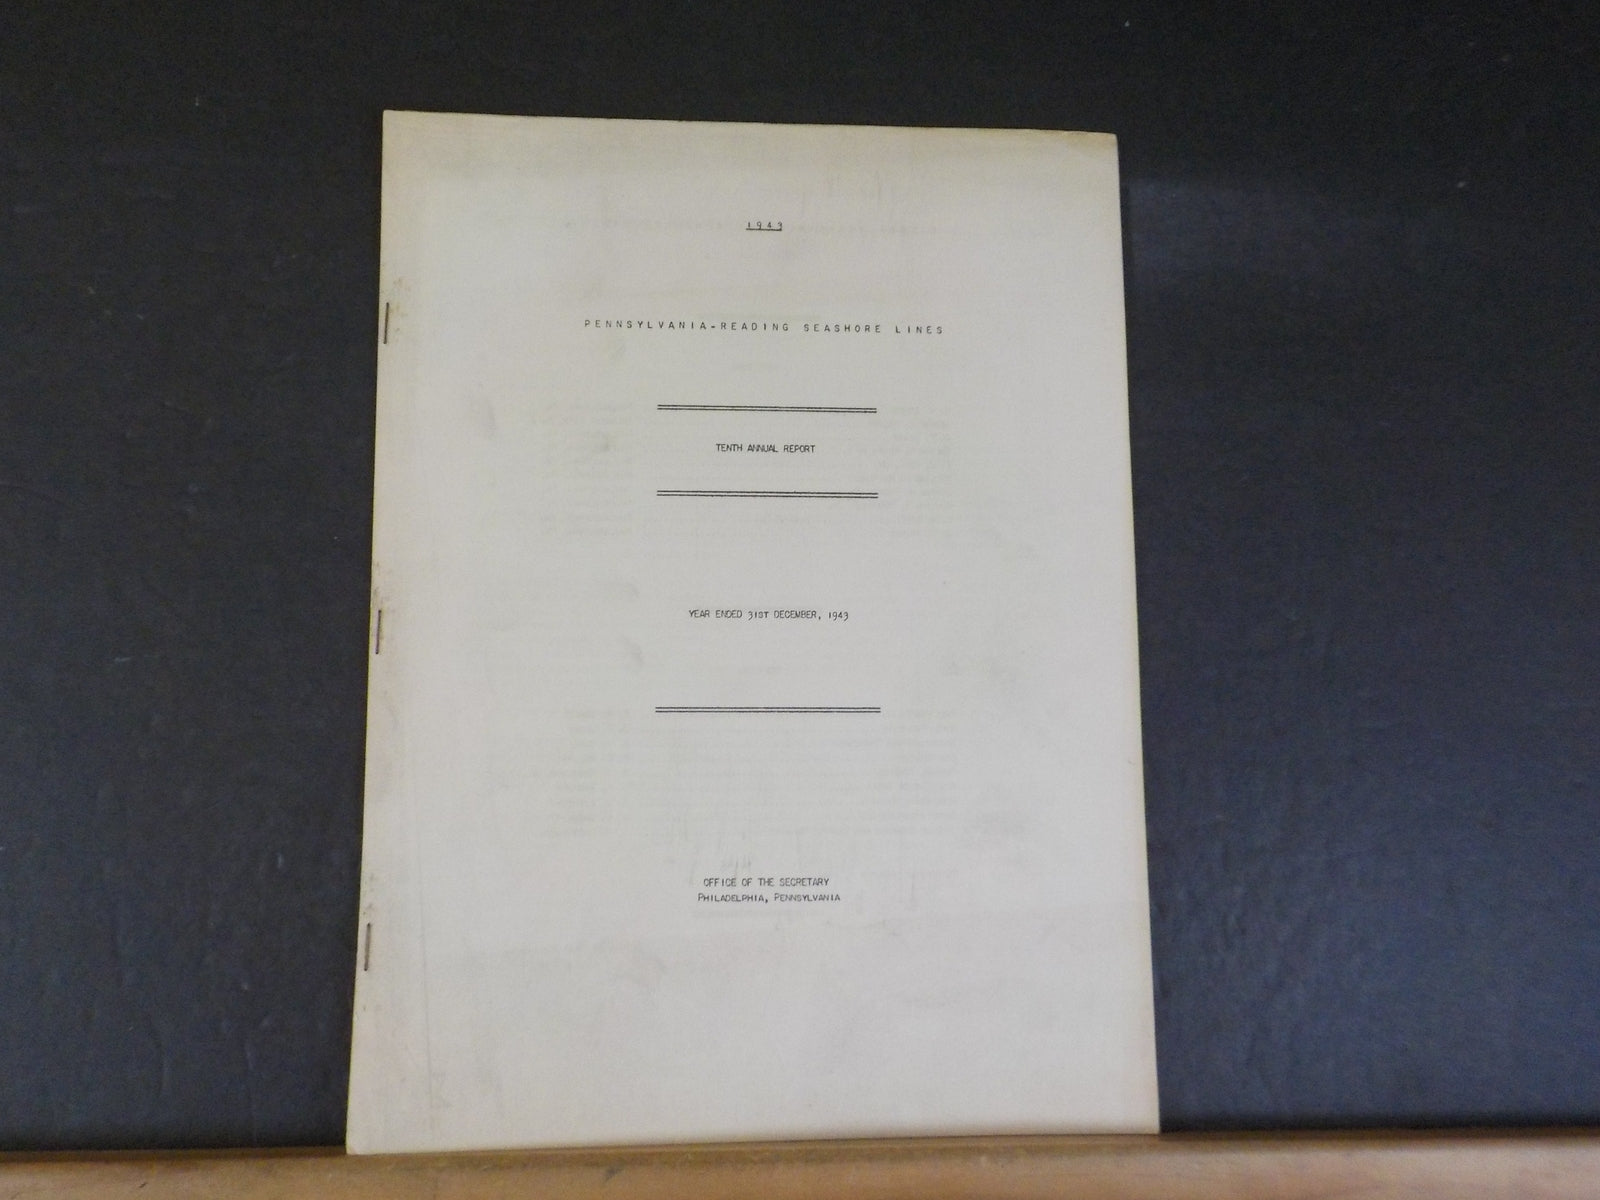 1943
PENNSYLVANIA-READING SEASHORE LINES
TENTH ANNUAL REPORT
YEAR ENDED 31ST DECEMBER, 1943
OFFICE OF THE SECRETARY
PHILADELPHIA, PENNSYLVANIA